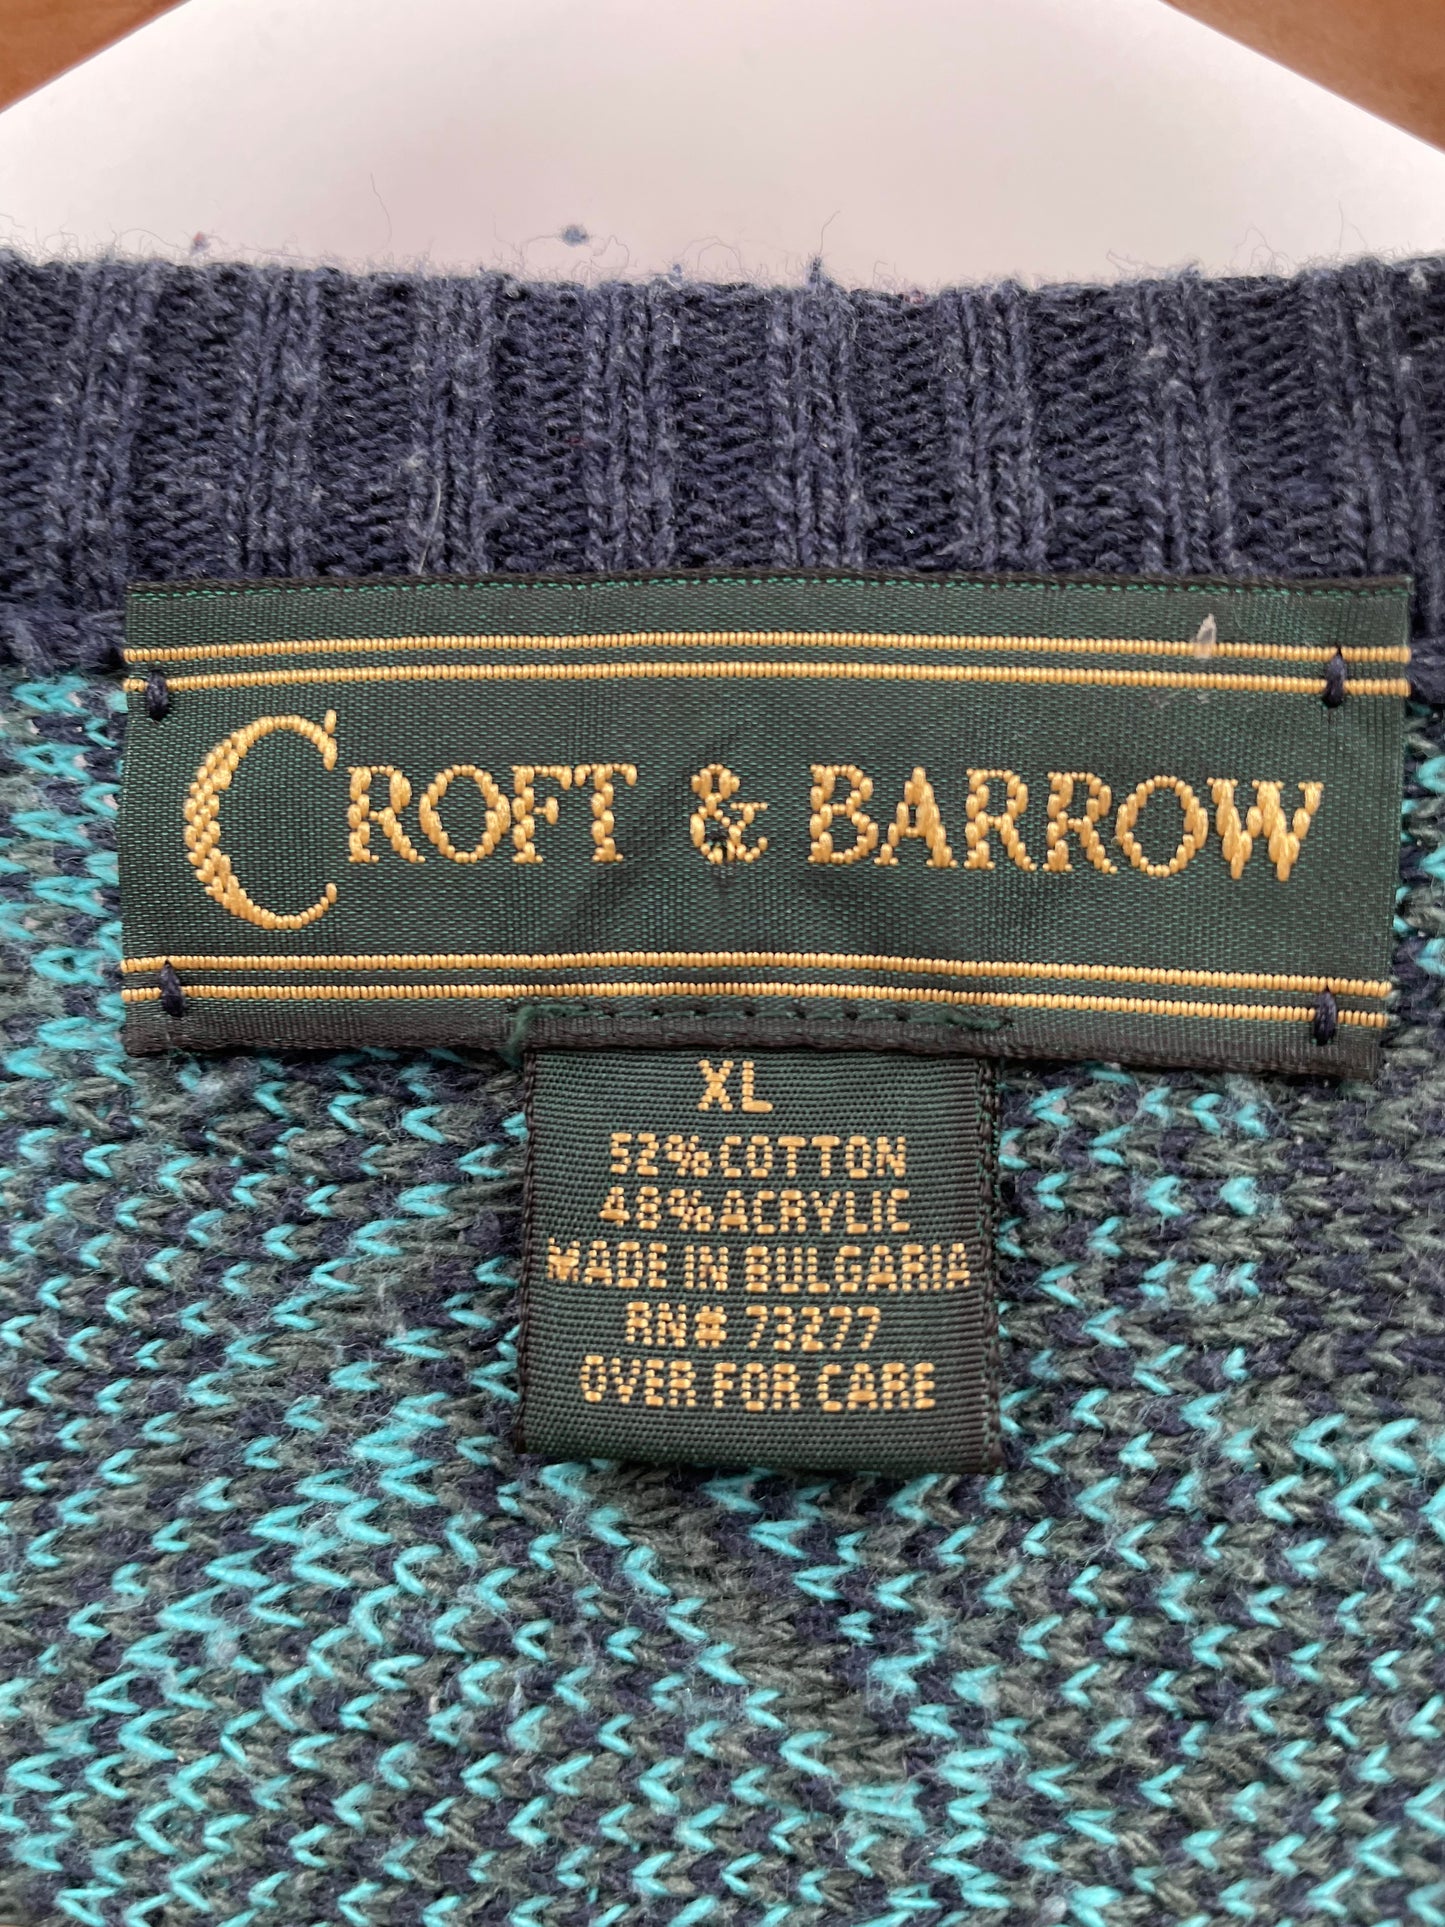 CROFT & BARROW
XL
52% COTTON
48% ACRYLIC
MADE IN BULGARIA
RN# 73277
OVER FOR CARE